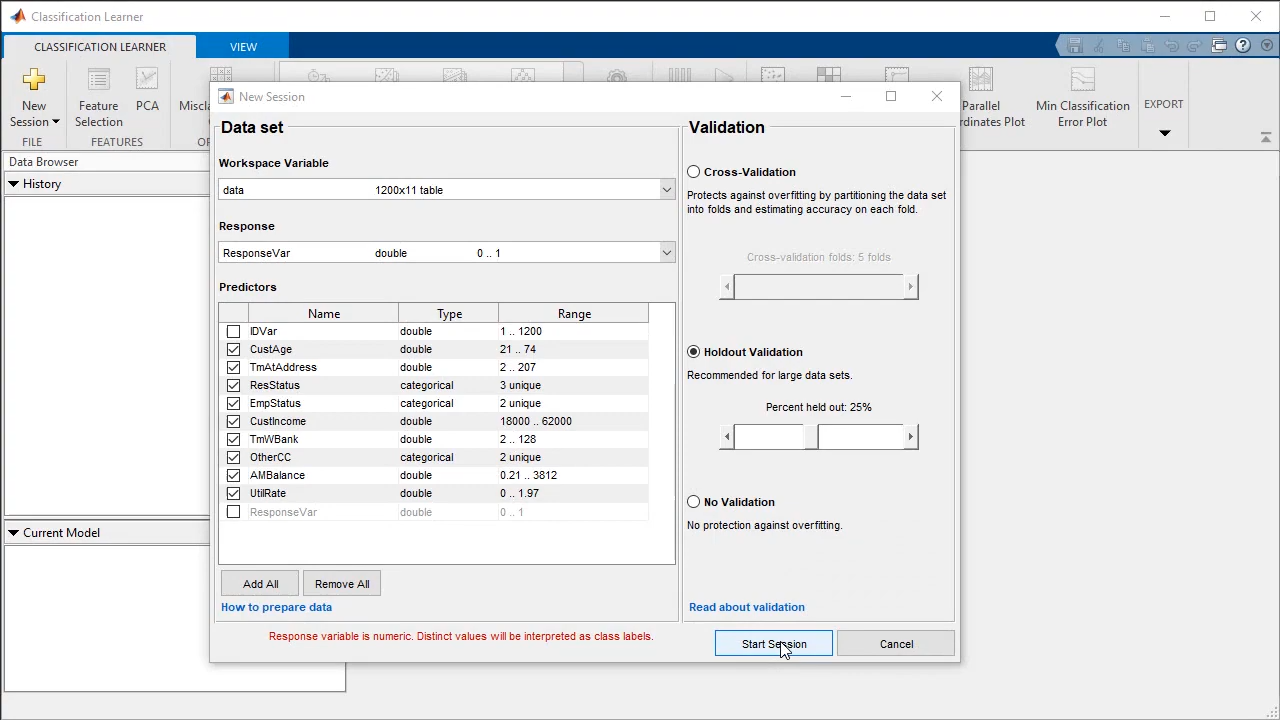 Classification Learner
CLASSIFICATION LEARNER
VIEW
New
Session
FILE
Feature
Selection
PCA
FEATURES
Parallel
Min Classification
Error Plot
EXPORT
Data Browser
History
Current Model
New Session
Data set
Workspace Variable
data 1200x11 table
Response
ResponseVar double 0 .. 1
Predictors
Name Type Range
IDVar double 1 .. 1200
CustAge double 21 .. 74
TmAtAddress double 2 .. 207
ResStatus categorical 3 unique
EmpStatus categorical 2 unique
CustIncome double 18000 .. 62000
TmWBank double 2 .. 128
OtherCC categorical 2 unique
AMBalance double 0.21 .. 3812
UtilRate double 0 .. 1.97
ResponseVar double 0 .. 1
Add All
Remove All
How to prepare data
Response variable is numeric. Distinct values will be interpreted as class labels.
Validation
Cross-Validation
Protects against overfitting by partitioning the data set
into folds and estimating accuracy on each fold.
Cross-validation folds: 5 folds
Holdout Validation
Recommended for large data sets.
Percent held out: 25%
No Validation
No protection against overfitting.
Read about validation
Start Session
Cancel